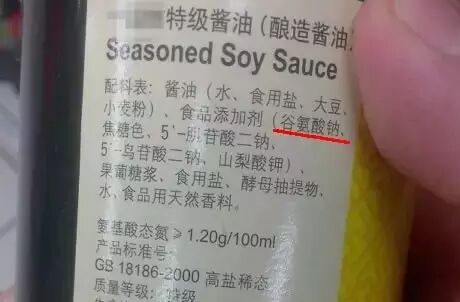 特级酱油（酿造酱油
Seasoned Soy Sauce
配料表：酱油（水、食用盐、大豆、
小麦粉）、食品添加剂（谷氨酸钠、
焦糖色、5´-肌苷酸二钠、
5´-鸟苷酸二钠、山梨酸钾）、
果葡糖浆、食用盐、酵母抽提物、
水、食品用天然香料。
氨基酸态氮≥1.20g/100ml
产品标准号：
GB 18186-2000 高盐稀态
质量等级：特级